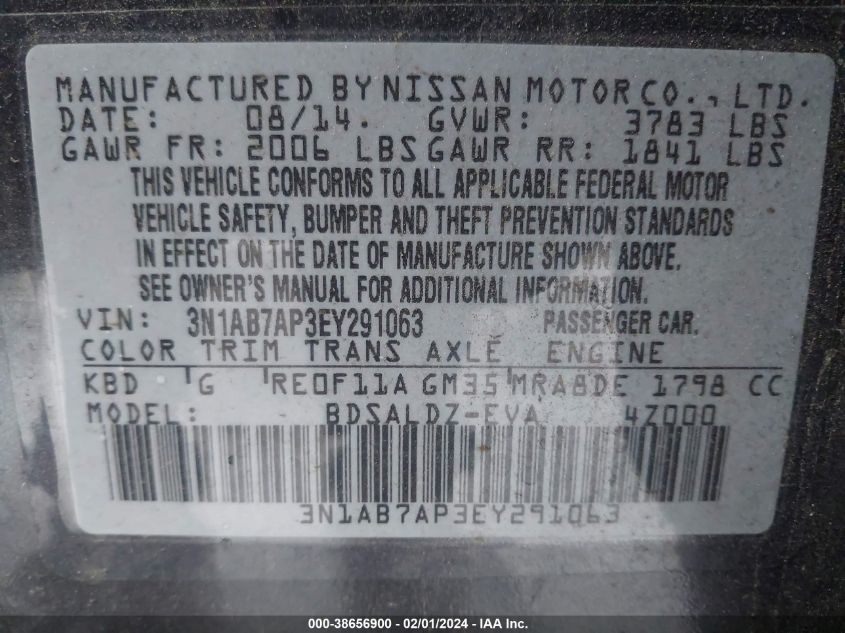 MANUFACTURED BY NISSAN MOTOR CO., LTD.
DATE: 08/14. GVWR: 3783 LBS
GAWR FR: 2006 LBS GAWR RR: 1841 LBS
THIS VEHICLE CONFORMS TO ALL APPLICABLE FEDERAL MOTOR
VEHICLE SAFETY, BUMPER AND THEFT PREVENTION STANDARDS
IN EFFECT ON THE DATE OF MANUFACTURE SHOWN ABOVE.
SEE OWNER'S MANUAL FOR ADDITIONAL INFORMATION.
VIN: 3N1AB7AP3EY291063 PASSENGER CAR.
COLOR TRIM TRANS AXLE ENGINE
KBD G RE0F11A GM35 MRA8DE 1798 CC
MODEL: BDSALDZ-EVA 4Z000
3N1AB7AP3EY291063
000-38656900 - 02/01/2024 - IAA Inc.